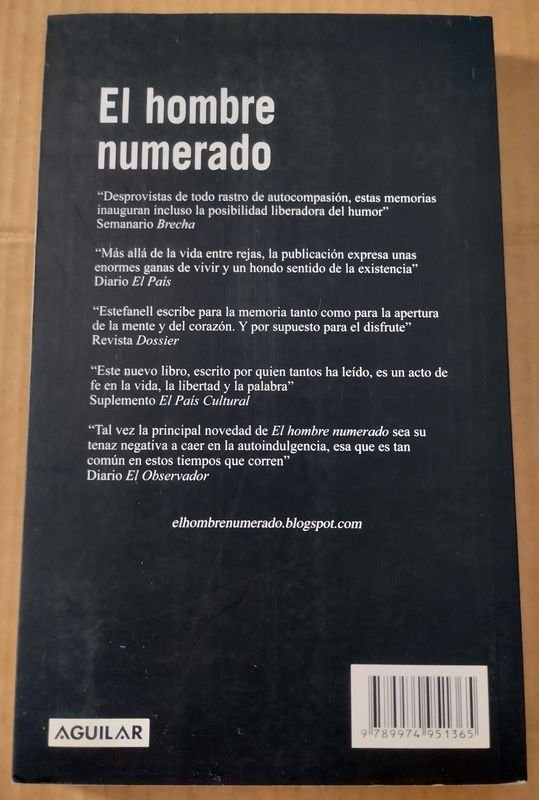 El hombre
numerado
“Desprovistas de todo rastro de autocompasión, estas memorias
inauguran incluso la posibilidad liberadora del humor”
Semanario Brecha
“Más allá de la vida entre rejas, la publicación expresa unas
enormes ganas de vivir y un hondo sentido de la existencia”
Diario El País
“Estefanell escribe para la memoria tanto como para la apertura
de la mente y del corazón. Y por supuesto para el disfrute”
Revista Dossier
“Este nuevo libro, escrito por quien tantos ha leído, es un acto de
fe en la vida, la libertad y la palabra”
Suplemento El País Cultural
“Tal vez la principal novedad de El hombre numerado sea su
tenaz negativa a caer en la autoindulgencia, esa que es tan
común en estos tiempos que corren”
Diario El Observador
elhombrenumerado.blogspot.com
AGUILAR
9 789974 951365